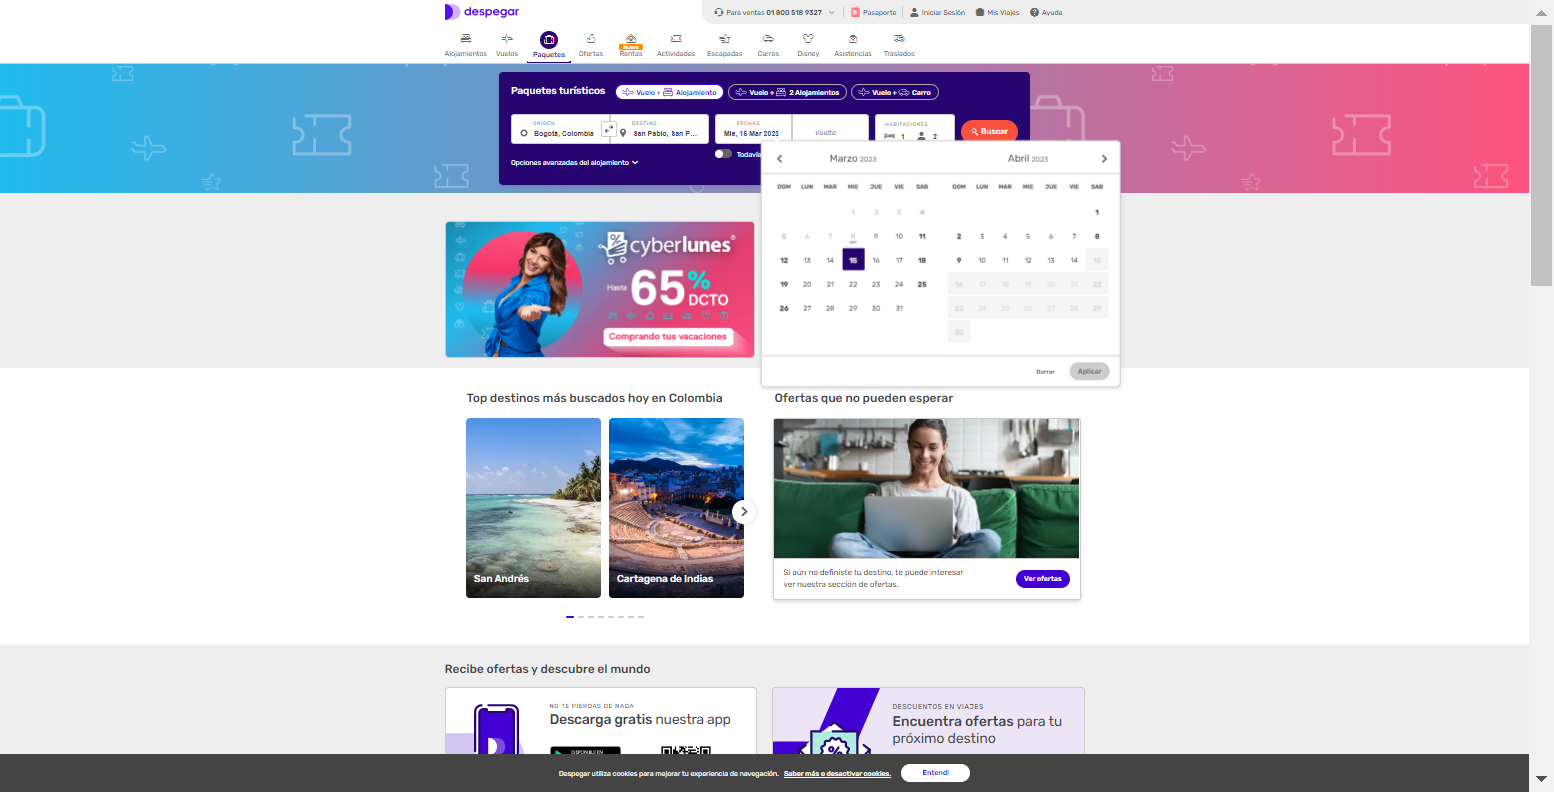 despegar
Para ventas 01 800 518 9327
Pasaporte
Iniciar Sesión
Mis Viajes
Ayuda
Alojamientos
Vuelos
Paquetes
Ofertas
Nuevo
Rentas
Actividades
Escapadas
Carros
Disney
Asistencias
Traslados
Paquetes turísticos
Vuelo + Alojamiento
Vuelo + 2 Alojamientos
Vuelo + Carro
ORIGEN
DESTINO
FECHAS
HABITACIONES
Bogotá, Colombia
San Pablo, San P...
Mie, 15 Mar 2023
Vuelta
1
2
Buscar
Opciones avanzadas del alojamiento
Todavía
Marzo 2023
DOM LUN MAR MIE JUE VIE SAB
1 2 3 4
5 6 7 8 9 10 11
HOY
12 13 14 15 16 17 18
19 20 21 22 23 24 25
26 27 28 29 30 31
Abril 2023
DOM LUN MAR MIE JUE VIE SAB
1
2 3 4 5 6 7 8
9 10 11 12 13 14 15
16 17 18 19 20 21 22
23 24 25 26 27 28 29
30
Borrar
Aplicar
cyberlunes
Hasta 65% DCTO
Comprando tus vacaciones
Top destinos más buscados hoy en Colombia
San Andrés
Cartagena de Indias
Ofertas que no pueden esperar
Si aún no definiste tu destino, te puede interesar
ver nuestra sección de ofertas.
Ver ofertas
Recibe ofertas y descubre el mundo
NO TE PIERDAS DE NADA
Descarga gratis nuestra app
DISPONIBLE EN
DESCUENTOS EN VIAJES
Encuentra ofertas para tu
próximo destino
Despegar utiliza cookies para mejorar tu experiencia de navegación. Saber más o desactivar cookies.
Entendí